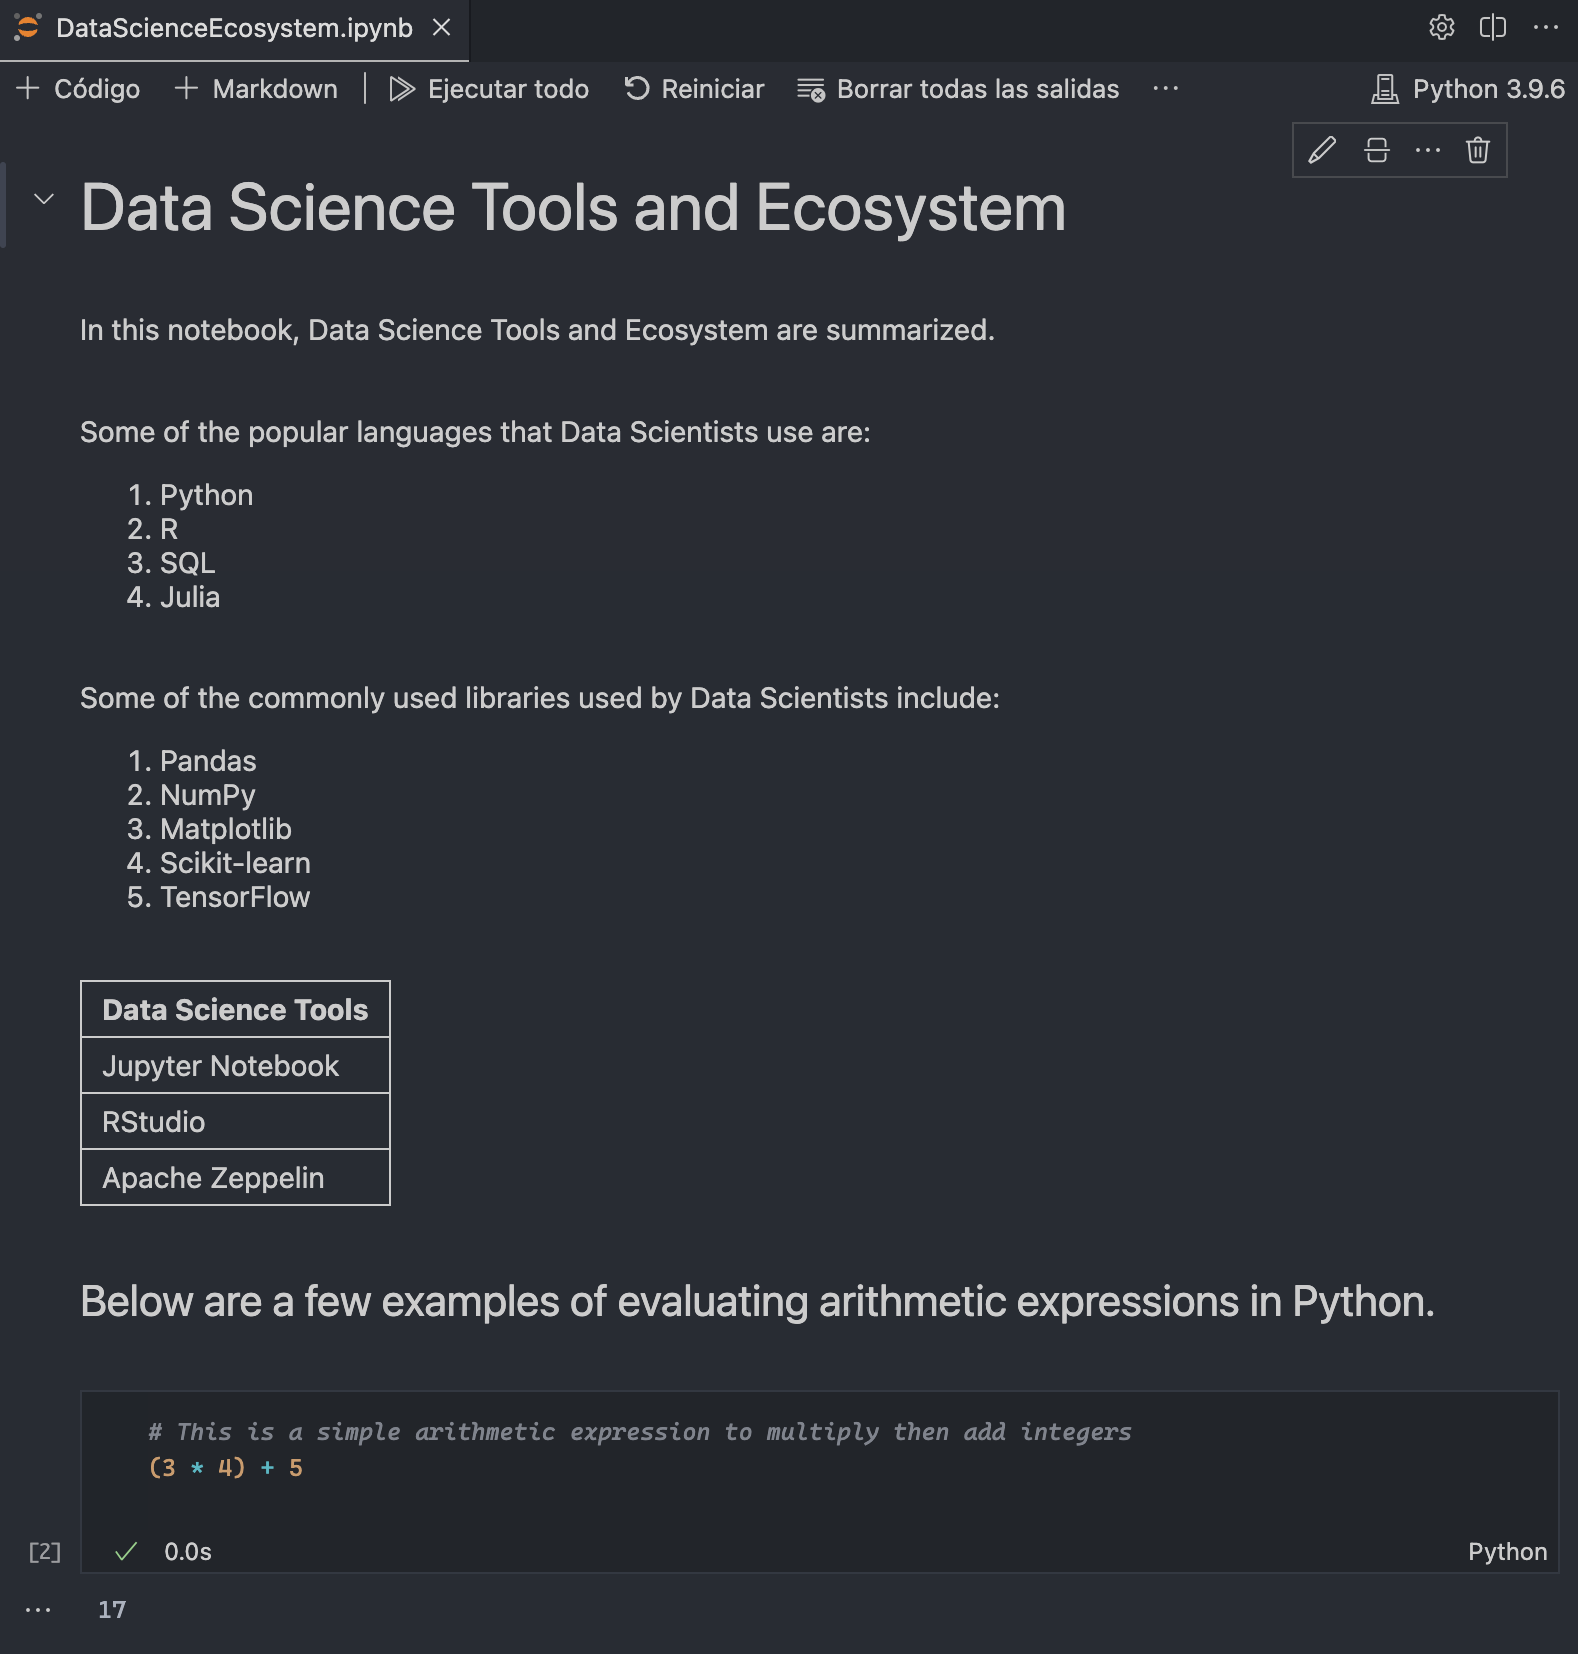 DataScienceEcosystem.ipynb
Código Markdown Ejecutar todo Reiniciar Borrar todas las salidas ... Python 3.9.6
Data Science Tools and Ecosystem
In this notebook, Data Science Tools and Ecosystem are summarized.
Some of the popular languages that Data Scientists use are:
1. Python
2. R
3. SQL
4. Julia
Some of the commonly used libraries used by Data Scientists include:
1. Pandas
2. NumPy
3. Matplotlib
4. Scikit-learn
5. TensorFlow
Data Science Tools
Jupyter Notebook
RStudio
Apache Zeppelin
Below are a few examples of evaluating arithmetic expressions in Python.
# This is a simple arithmetic expression to multiply then add integers
(3 * 4) + 5
[2] 0.0s Python
... 17